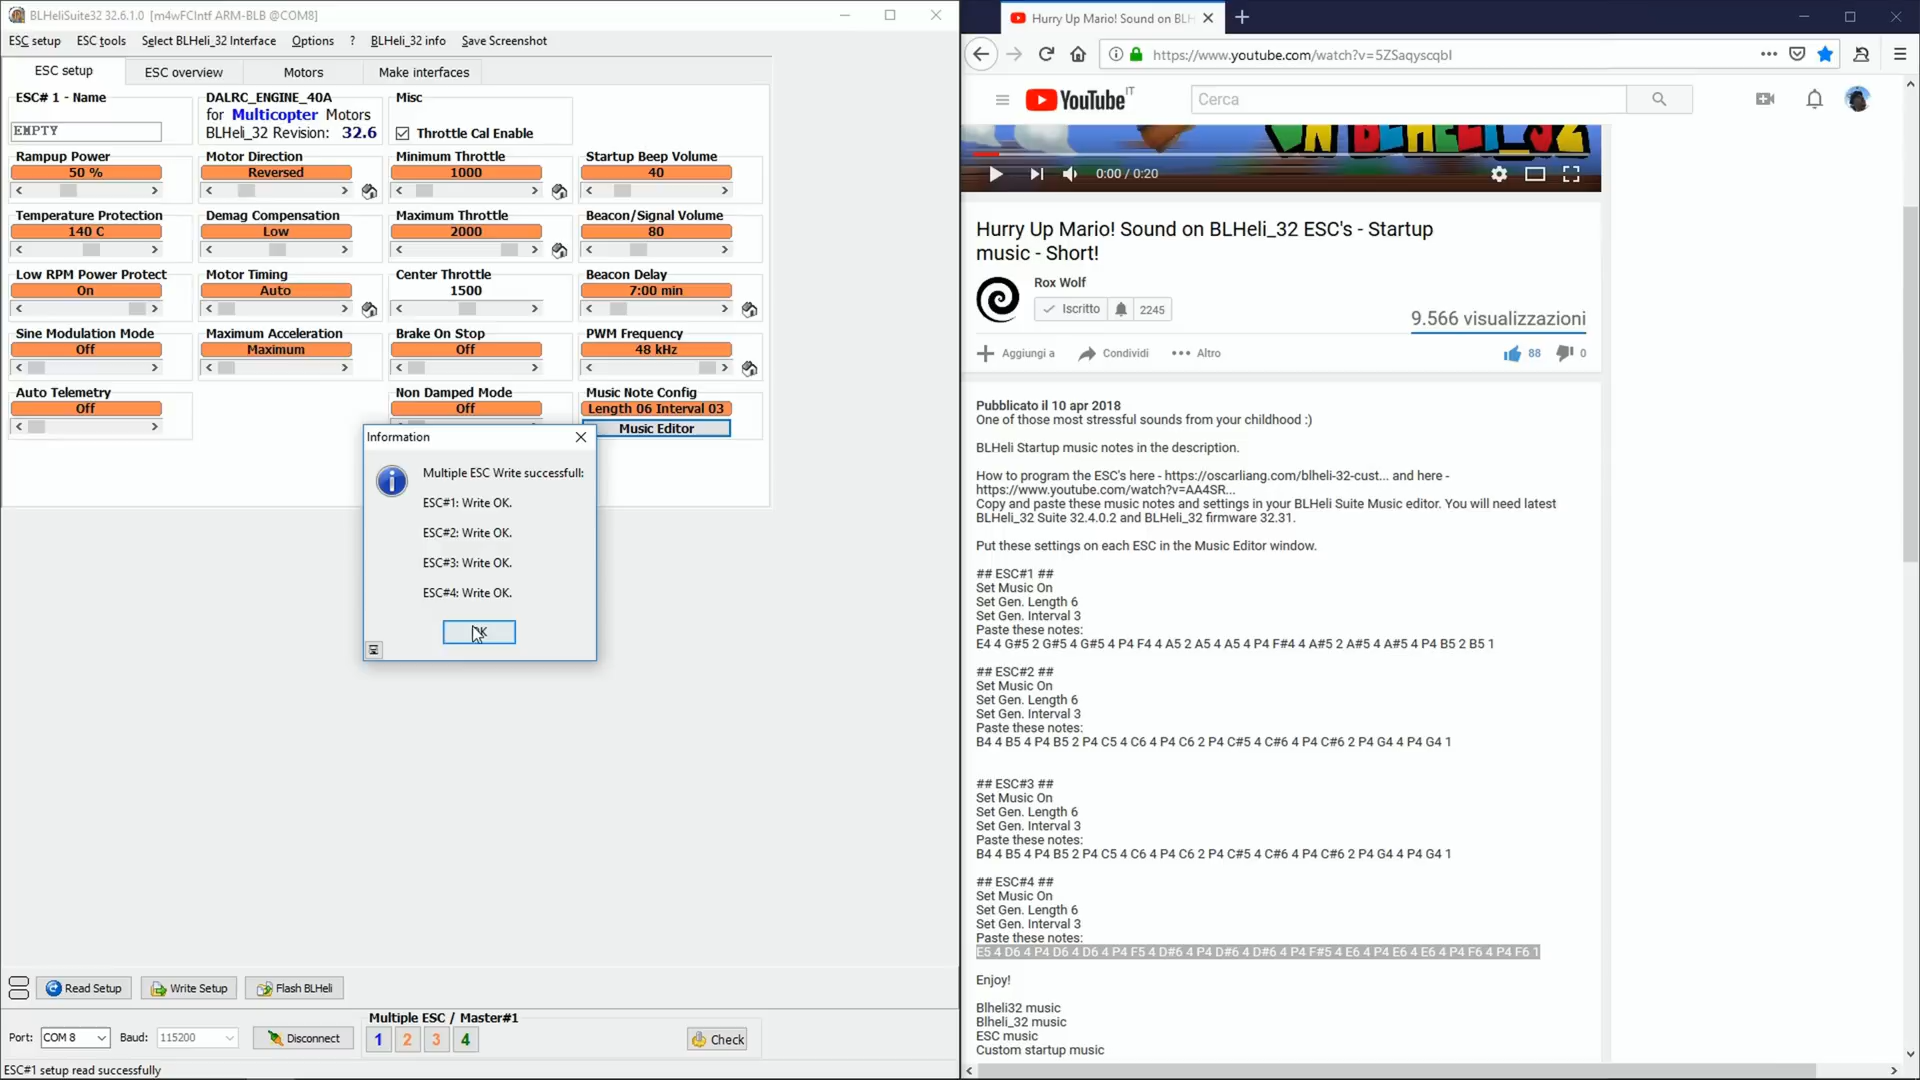 BLHeliSuite32 32.6.1.0 [m4wFCIntf ARM-BLB @COM8]
ESC setup ESC tools Select BLHeli_32 Interface Options ? BLHeli_32 info Save Screenshot
ESC setup ESC overview Motors Make interfaces
ESC# 1 - Name
EMPTY
DALRC_ENGINE_40A
for Multicopter Motors
BLHeli_32 Revision: 32.6
Misc
Throttle Cal Enable
Rampup Power
50 %
Motor Direction
Reversed
Minimum Throttle
1000
Startup Beep Volume
40
Temperature Protection
140 C
Demag Compensation
Low
Maximum Throttle
2000
Beacon/Signal Volume
80
Low RPM Power Protect
On
Motor Timing
Auto
Center Throttle
1500
Beacon Delay
7:00 min
Sine Modulation Mode
Off
Maximum Acceleration
Maximum
Brake On Stop
Off
PWM Frequency
48 kHz
Auto Telemetry
Off
Non Damped Mode
Off
Music Note Config
Length 06 Interval 03
Music Editor
Information
Multiple ESC Write successfull:
ESC#1: Write OK.
ESC#2: Write OK.
ESC#3: Write OK.
ESC#4: Write OK.
Read Setup Write Setup Flash BLHeli
Multiple ESC / Master#1
Port: COM 8 Baud: 115200 Disconnect 1 2 3 4 Check
ESC#1 setup read successfully
Hurry Up Mario! Sound on BLH
https://www.youtube.com/watch?v=5ZSaqyscqbI
YouTube IT
Cerca
ON BLHELI_32
0:00 / 0:20
Hurry Up Mario! Sound on BLHeli_32 ESC's - Startup
music - Short!
Rox Wolf
Iscritto 2245
9.566 visualizzazioni
Aggiungi a Condividi Altro 88 0
Pubblicato il 10 apr 2018
One of those most stressful sounds from your childhood :)
BLHeli Startup music notes in the description.
How to program the ESC's here - https://oscarliang.com/blheli-32-cust... and here -
https://www.youtube.com/watch?v=AA4SR...
Copy and paste these music notes and settings in your BLHeli Suite Music editor. You will need latest
BLHeli_32 Suite 32.4.0.2 and BLHeli_32 firmware 32.31.
Put these settings on each ESC in the Music Editor window.
## ESC#1 ##
Set Music On
Set Gen. Length 6
Set Gen. Interval 3
Paste these notes:
E4 4 G#5 2 G#5 4 G#5 4 P4 F4 4 A5 2 A5 4 A5 4 P4 F#4 4 A#5 2 A#5 4 A#5 4 P4 B5 2 B5 1
## ESC#2 ##
Set Music On
Set Gen. Length 6
Set Gen. Interval 3
Paste these notes:
B4 4 B5 4 P4 B5 2 P4 C5 4 C6 4 P4 C6 2 P4 C#5 4 C#6 4 P4 C#6 2 P4 G4 4 P4 G4 1
## ESC#3 ##
Set Music On
Set Gen. Length 6
Set Gen. Interval 3
Paste these notes:
B4 4 B5 4 P4 B5 2 P4 C5 4 C6 4 P4 C6 2 P4 C#5 4 C#6 4 P4 C#6 2 P4 G4 4 P4 G4 1
## ESC#4 ##
Set Music On
Set Gen. Length 6
Set Gen. Interval 3
Paste these notes:
E5 4 D6 4 P4 D6 4 D6 4 P4 F5 4 D#6 4 P4 D#6 4 D#6 4 P4 F#5 4 E6 4 P4 E6 4 E6 4 P4 F6 4 P4 F6 1
Enjoy!
Blheli32 music
Blheli_32 music
ESC music
Custom startup music